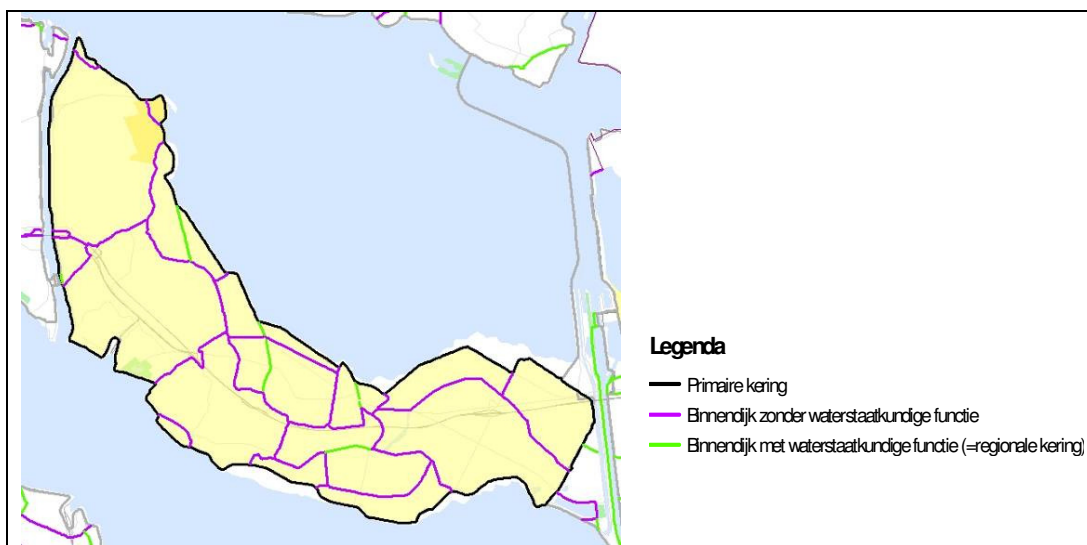 Legenda
Primaire kering
Binnendijk zonder waterstaatkundige functie
Binnendijk met waterstaatkundige functie (=regionale kering)